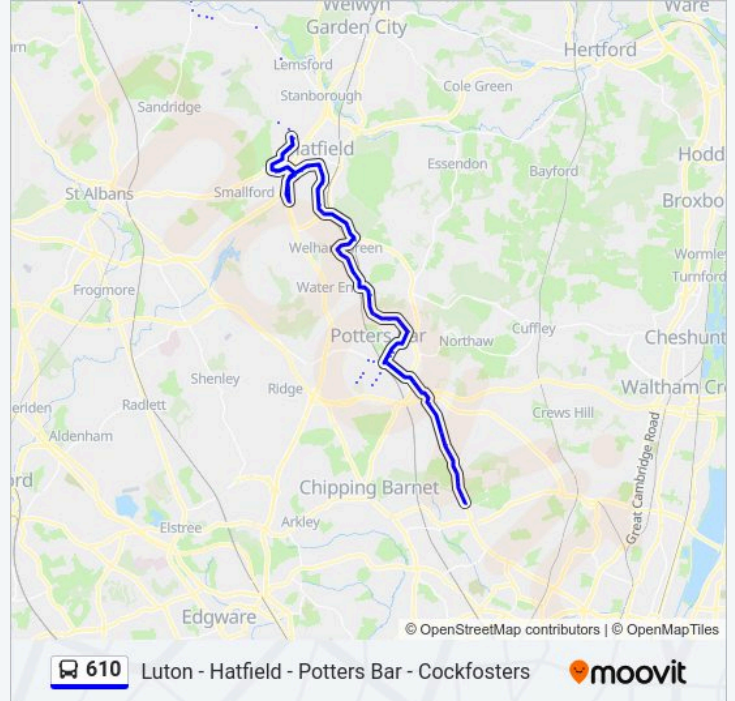 Welwyn
Garden City
Ware
Hertford
Lemsford
Cole Green
Stanborough
Sandridge
Hatfield
Essendon
Bayford
Hodd
St Albans
Smallford
Broxbo
Welham Green
Wormley
Turnford
Frogmore
Water En
Potters Bar
Northaw
Cuffley
Cheshunt
Shenley
Ridge
Waltham Cr
Radlett
Crews Hill
Aldenham
Great Cambridge Road
Chipping Barnet
Arkley
Elstree
Edgware
© OpenStreetMap contributors | © OpenMapTiles
610 Luton - Hatfield - Potters Bar - Cockfosters moovit